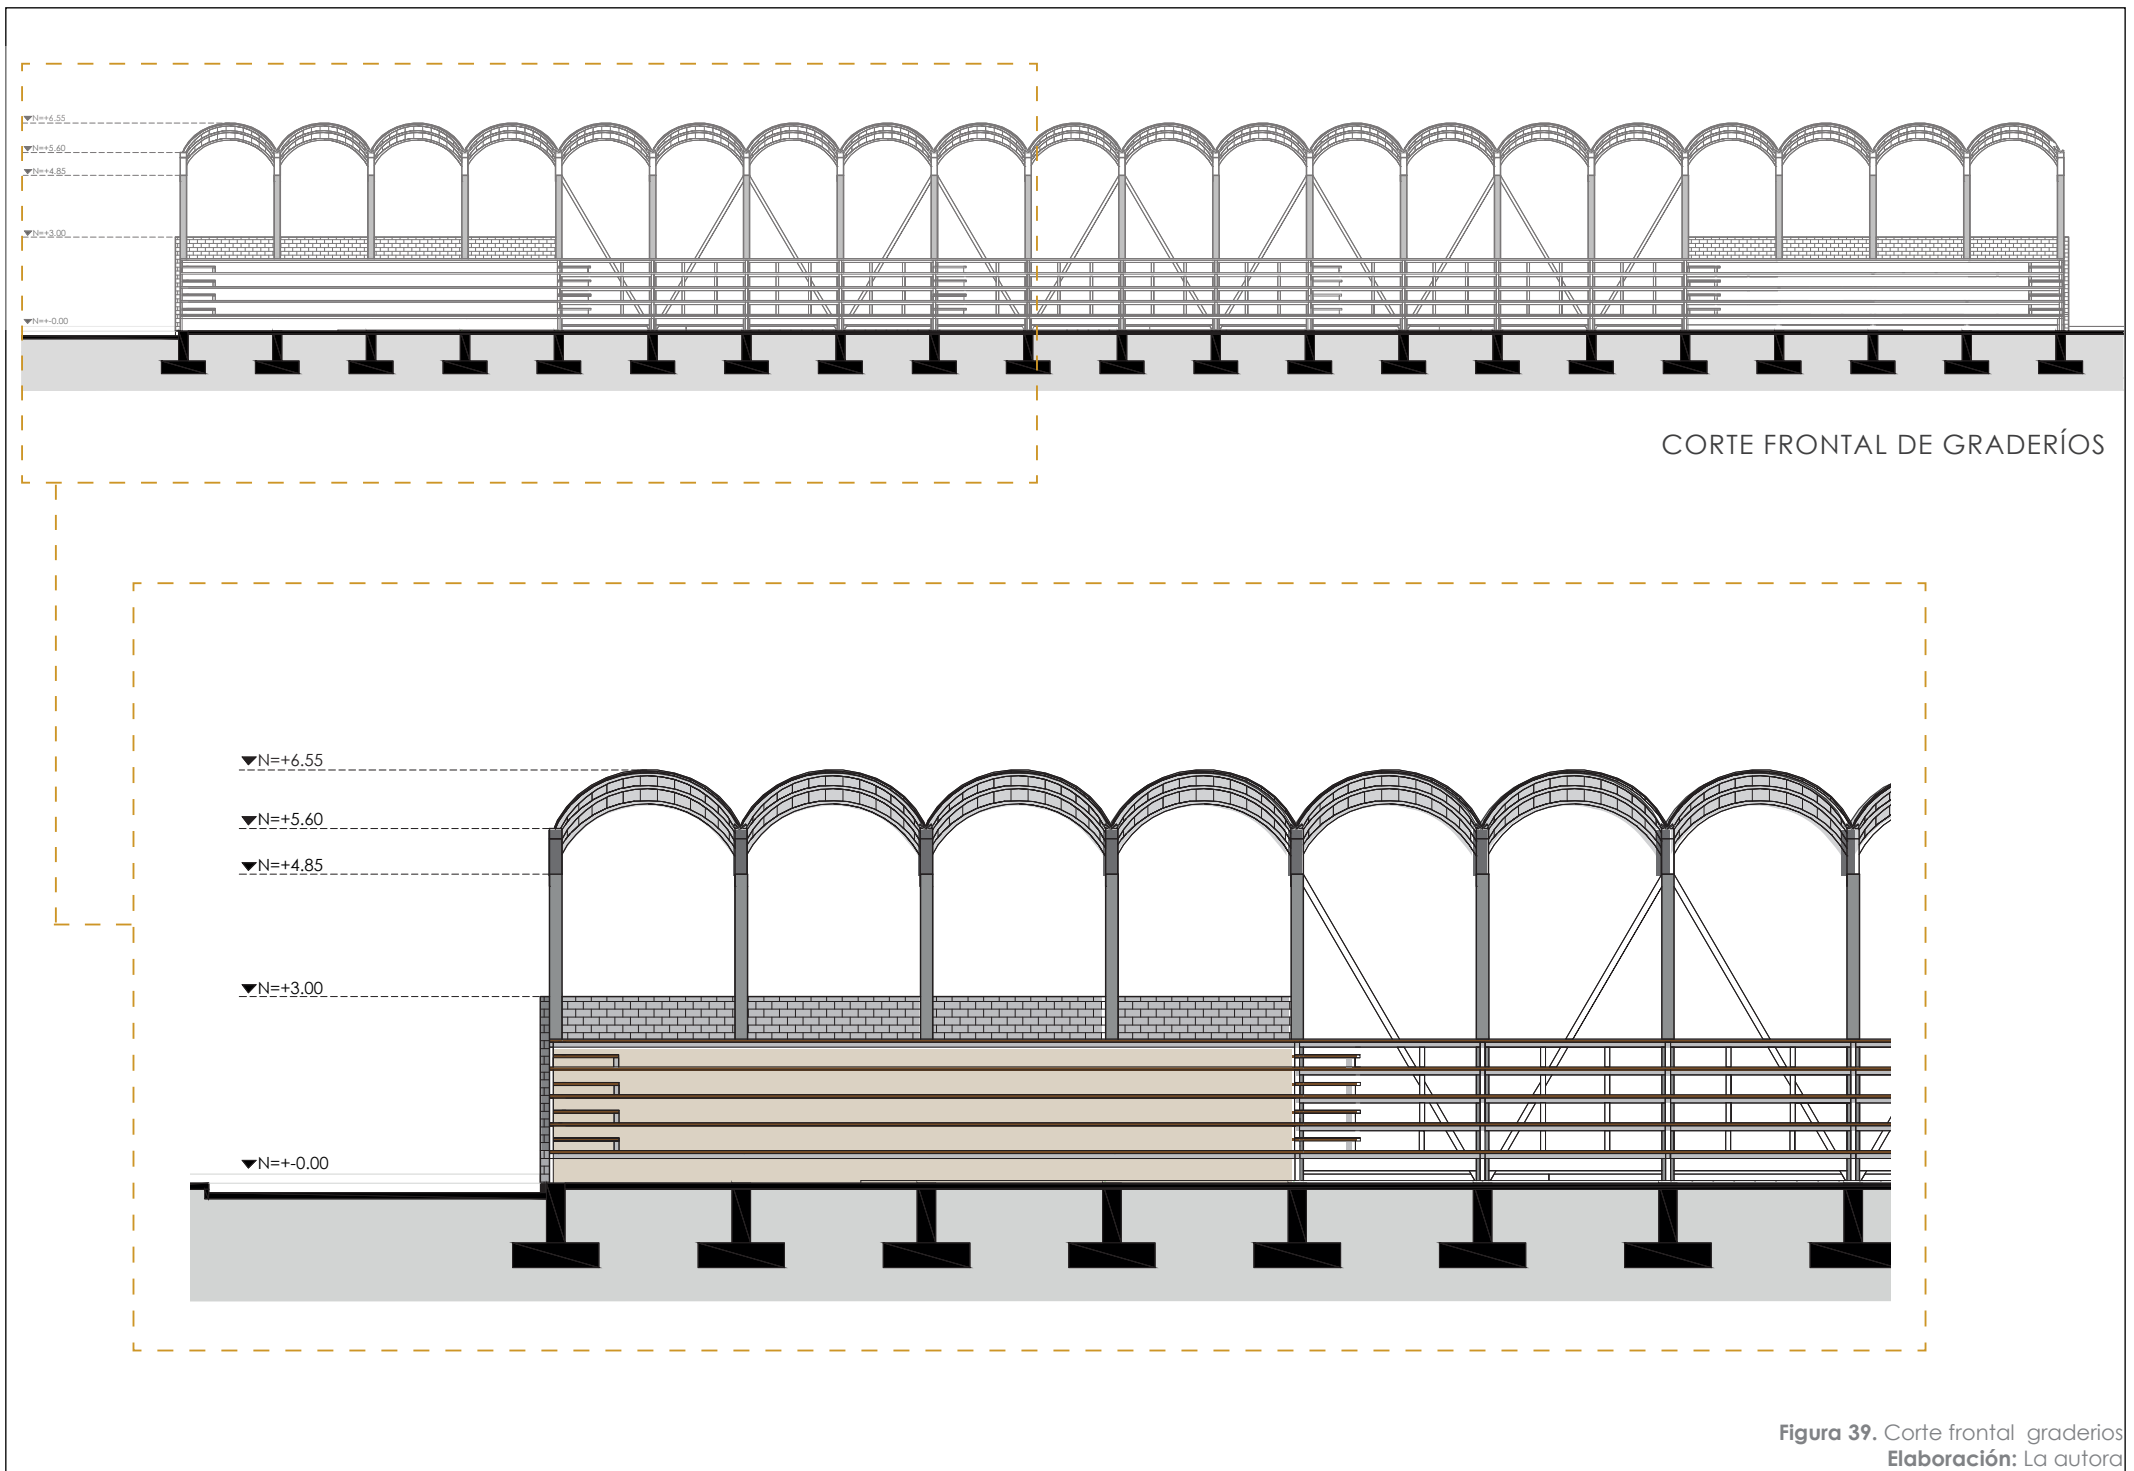 N=+6.55
N=+5.60
N=+4.85
N=+3.00
N=+-0.00
CORTE FRONTAL DE GRADERÍOS
N=+6.55
N=+5.60
N=+4.85
N=+3.00
N=+-0.00
Figura 39. Corte frontal graderios
Elaboración: La autora